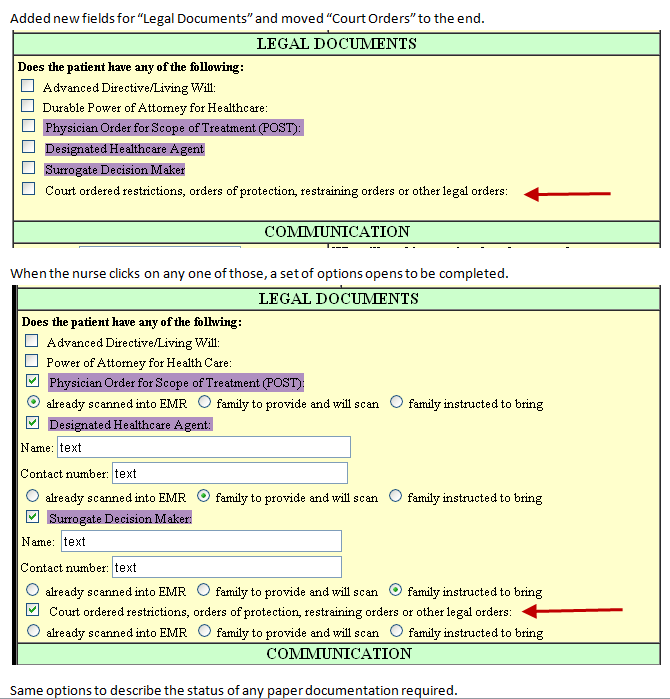 Added new fields for “Legal Documents” and moved “Court Orders” to the end.
LEGAL DOCUMENTS
Does the patient have any of the following:
Advanced Directive/Living Will:
Durable Power of Attorney for Healthcare:
Physician Order for Scope of Treatment (POST):
Designated Healthcare Agent
Surrogate Decision Maker
Court ordered restrictions, orders of protection, restraining orders or other legal orders:
COMMUNICATION
When the nurse clicks on any one of those, a set of options opens to be completed.
LEGAL DOCUMENTS
Does the patient have any of the follwing:
Advanced Directive/Living Will:
Power of Attorney for Health Care:
Physician Order for Scope of Treatment (POST):
already scanned into EMR family to provide and will scan family instructed to bring
Designated Healthcare Agent:
Name: text
Contact number: text
already scanned into EMR family to provide and will scan family instructed to bring
Surrogate Decision Maker:
Name: text
Contact number: text
already scanned into EMR family to provide and will scan family instructed to bring
Court ordered restrictions, orders of protection, restraining orders or other legal orders:
already scanned into EMR family to provide and will scan family instructed to bring
COMMUNICATION
Same options to describe the status of any paper documentation required.